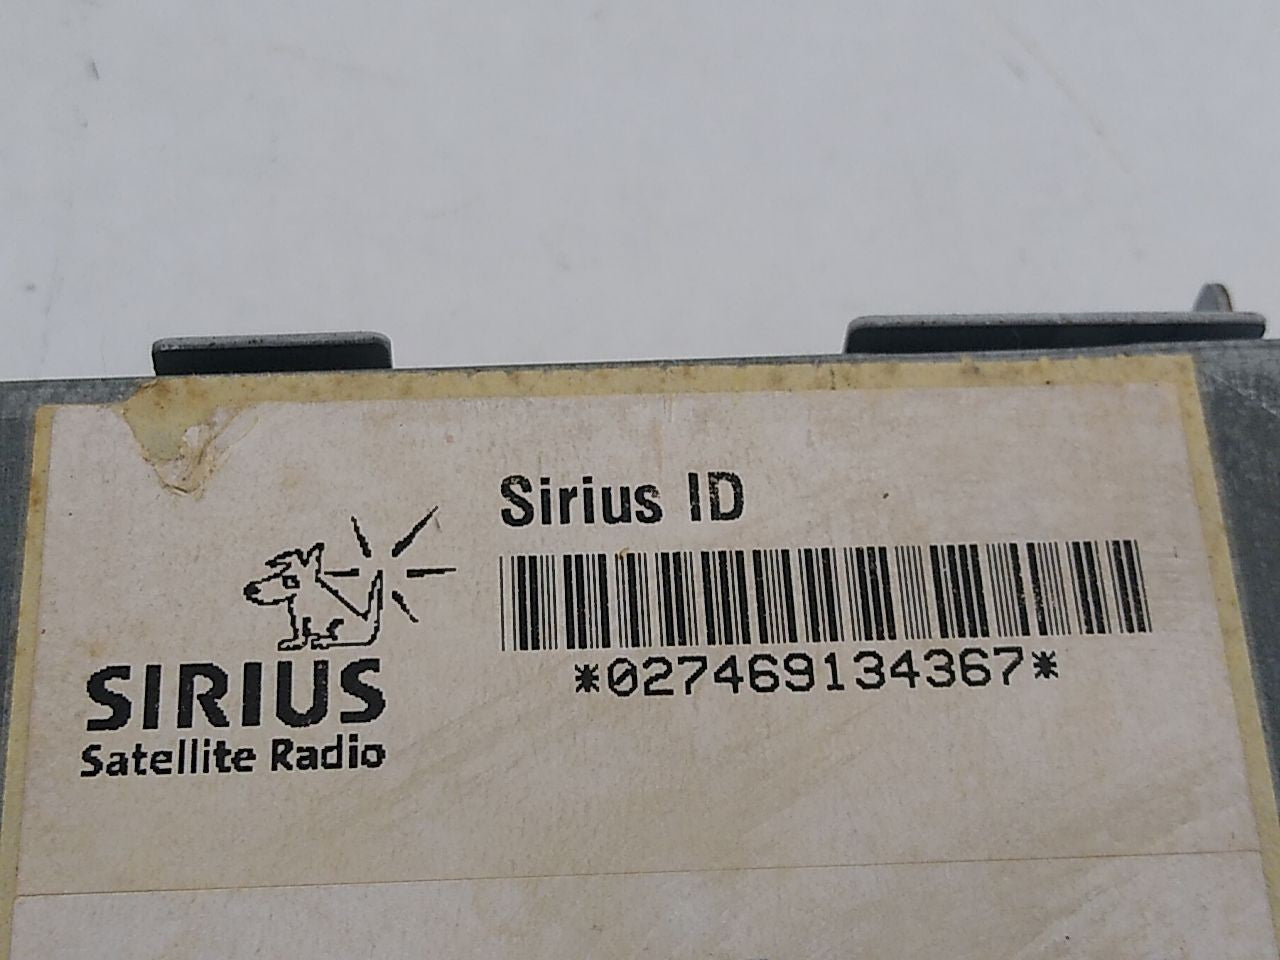 Sirius ID
*027469134367*
SIRIUS
Satellite Radio